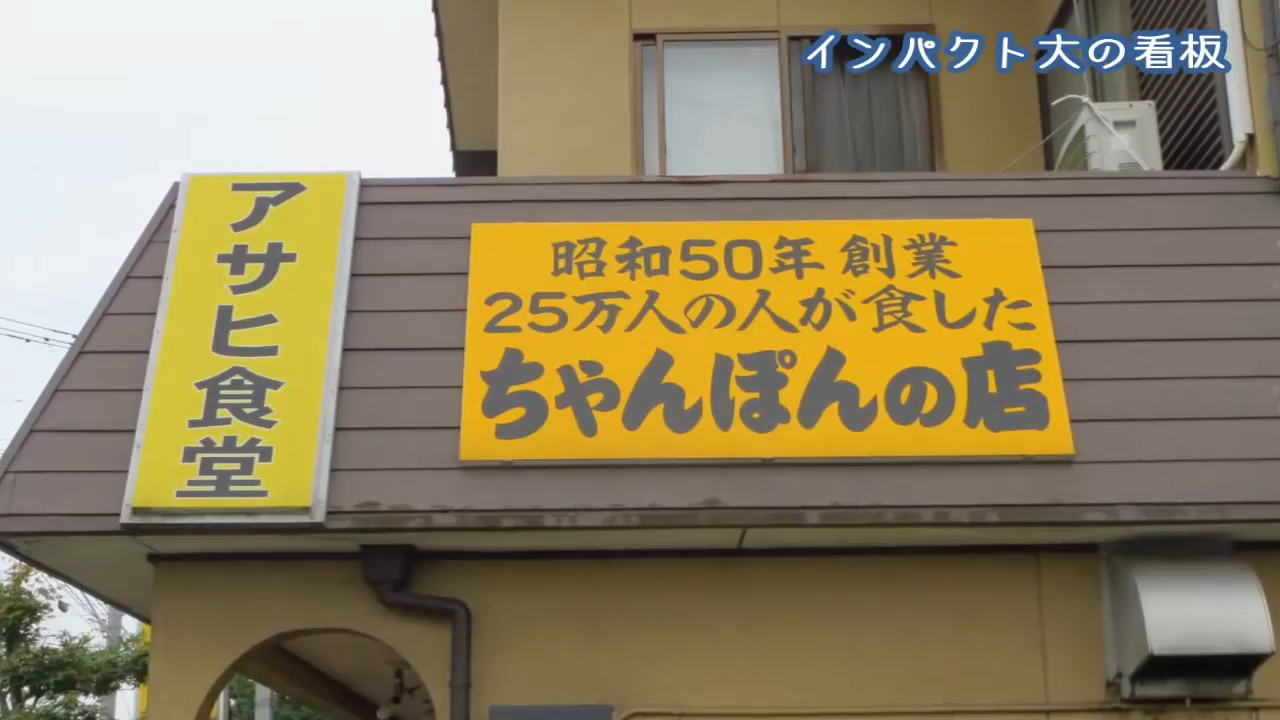 インパクト大の看板
アサヒ食堂
昭和50年 創業
25万人の人が食した
ちゃんぽんの店